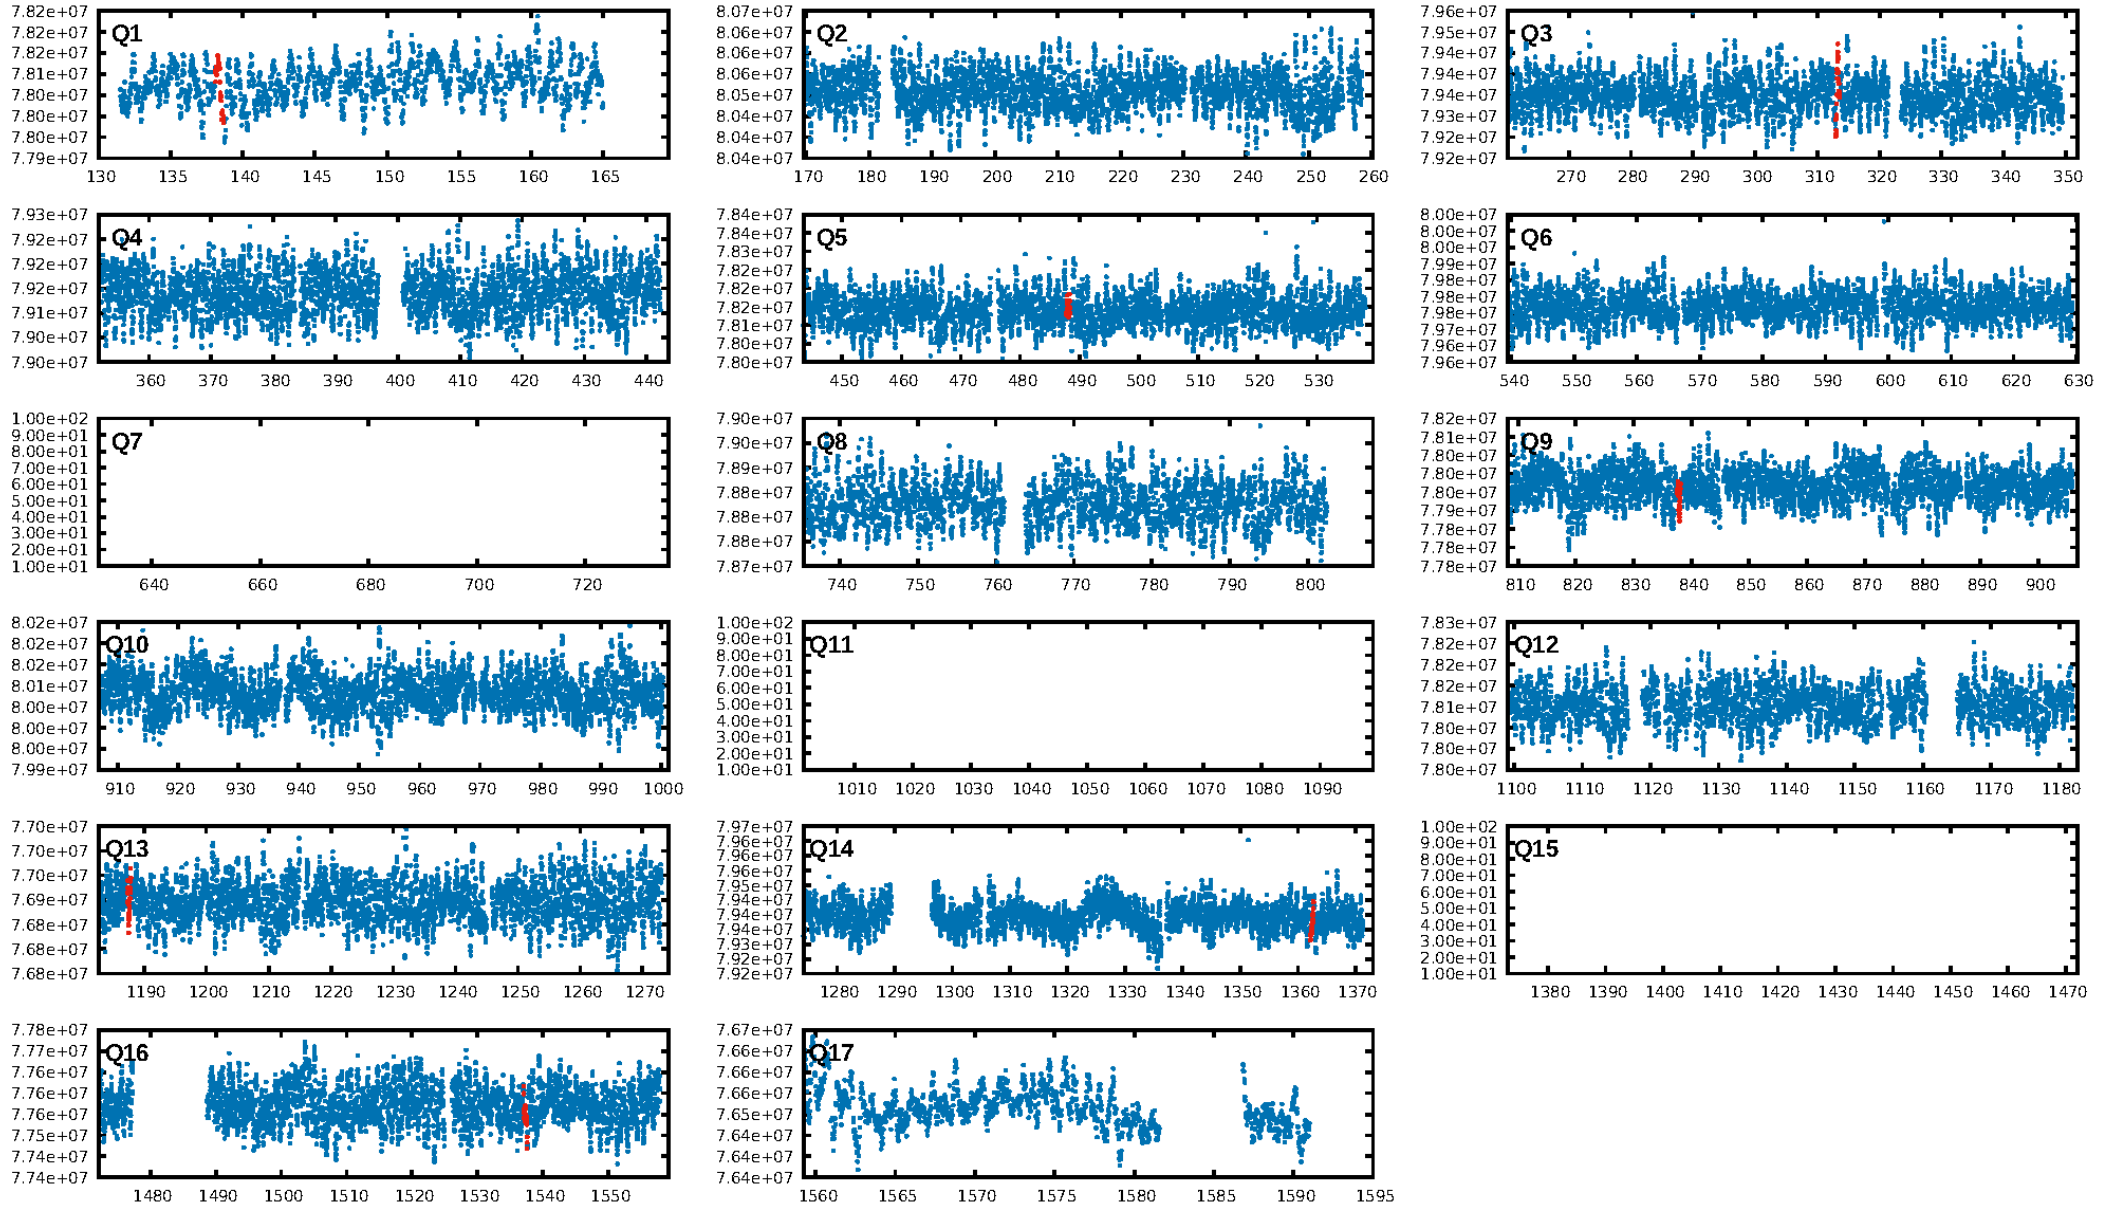 7.82e+07
7.82e+07
7.82e+07
7.81e+07
7.80e+07
7.80e+07
7.80e+07
7.79e+07
Q1
130 135 140 145 150 155 160 165
8.07e+07
8.06e+07
8.06e+07
8.06e+07
8.05e+07
8.04e+07
8.04e+07
8.04e+07
Q2
170 180 190 200 210 220 230 240 250 260
7.96e+07
7.95e+07
7.94e+07
7.94e+07
7.94e+07
7.93e+07
7.92e+07
7.92e+07
Q3
270 280 290 300 310 320 330 340 350
7.93e+07
7.92e+07
7.92e+07
7.92e+07
7.91e+07
7.90e+07
7.90e+07
Q4
360 370 380 390 400 410 420 430 440
7.84e+07
7.84e+07
7.83e+07
7.82e+07
7.82e+07
7.82e+07
7.81e+07
7.80e+07
7.80e+07
Q5
450 460 470 480 490 500 510 520 530
8.00e+07
8.00e+07
8.00e+07
7.99e+07
7.99e+07
7.98e+07
7.98e+07
7.97e+07
7.96e+07
7.96e+07
Q6
540 550 560 570 580 590 600 610 620 630
1.00e+02
9.00e+01
8.00e+01
7.00e+01
6.00e+01
5.00e+01
4.00e+01
3.00e+01
2.00e+01
1.00e+01
Q7
640 660 680 700 720
7.90e+07
7.90e+07
7.89e+07
7.88e+07
7.88e+07
7.88e+07
7.87e+07
Q8
740 750 760 770 780 790 800
7.82e+07
7.81e+07
7.80e+07
7.80e+07
7.80e+07
7.79e+07
7.78e+07
7.78e+07
7.78e+07
Q9
810 820 830 840 850 860 870 880 890 900
8.02e+07
8.02e+07
8.02e+07
8.01e+07
8.00e+07
8.00e+07
8.00e+07
7.99e+07
Q10
910 920 930 940 950 960 970 980 990 1000
1.00e+02
9.00e+01
8.00e+01
7.00e+01
6.00e+01
5.00e+01
4.00e+01
3.00e+01
2.00e+01
1.00e+01
Q11
1010 1020 1030 1040 1050 1060 1070 1080 1090
7.83e+07
7.82e+07
7.82e+07
7.82e+07
7.81e+07
7.80e+07
7.80e+07
7.80e+07
Q12
1100 1110 1120 1130 1140 1150 1160 1170 1180
7.70e+07
7.70e+07
7.70e+07
7.69e+07
7.68e+07
7.68e+07
7.68e+07
Q13
1190 1200 1210 1220 1230 1240 1250 1260 1270
7.97e+07
7.96e+07
7.96e+07
7.96e+07
7.95e+07
7.94e+07
7.94e+07
7.94e+07
7.93e+07
7.92e+07
7.92e+07
Q14
1280 1290 1300 1310 1320 1330 1340 1350 1360 1370
1.00e+02
9.00e+01
8.00e+01
7.00e+01
6.00e+01
5.00e+01
4.00e+01
3.00e+01
2.00e+01
1.00e+01
Q15
1380 1390 1400 1410 1420 1430 1440 1450 1460 1470
7.78e+07
7.77e+07
7.76e+07
7.76e+07
7.76e+07
7.75e+07
7.74e+07
7.74e+07
Q16
1480 1490 1500 1510 1520 1530 1540 1550
7.67e+07
7.66e+07
7.66e+07
7.66e+07
7.65e+07
7.64e+07
7.64e+07
7.64e+07
Q17
1560 1565 1570 1575 1580 1585 1590 1595